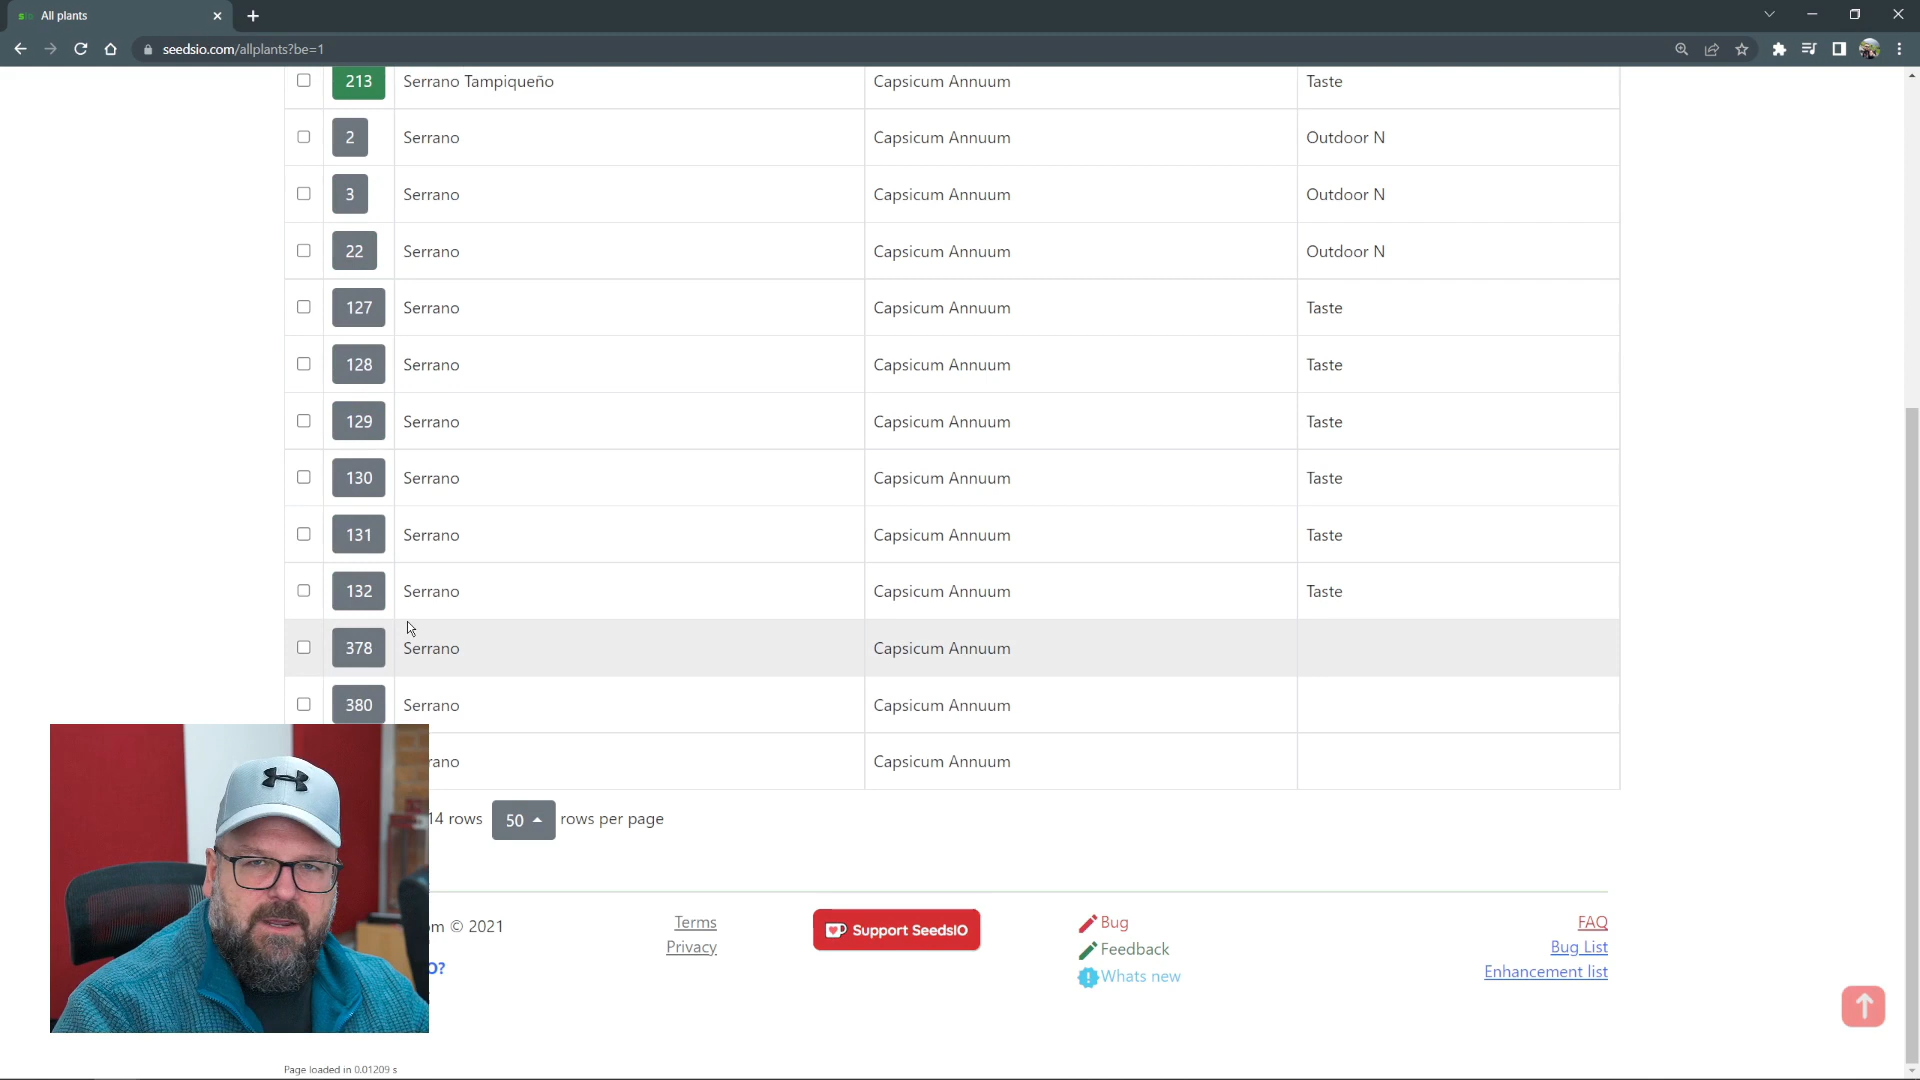 All plants
seedsio.com/allplants?be=1
213 Serrano Tampiqueño Capsicum Annuum Taste
2 Serrano Capsicum Annuum Outdoor N
3 Serrano Capsicum Annuum Outdoor N
22 Serrano Capsicum Annuum Outdoor N
127 Serrano Capsicum Annuum Taste
128 Serrano Capsicum Annuum Taste
129 Serrano Capsicum Annuum Taste
130 Serrano Capsicum Annuum Taste
131 Serrano Capsicum Annuum Taste
132 Serrano Capsicum Annuum Taste
378 Serrano Capsicum Annuum
380 Serrano Capsicum Annuum
rano Capsicum Annuum
14 rows 50 rows per page
m © 2021 Terms Support SeedsIO Bug FAQ
Privacy Feedback Bug List
O? Whats new Enhancement list
Page loaded in 0.01209 s